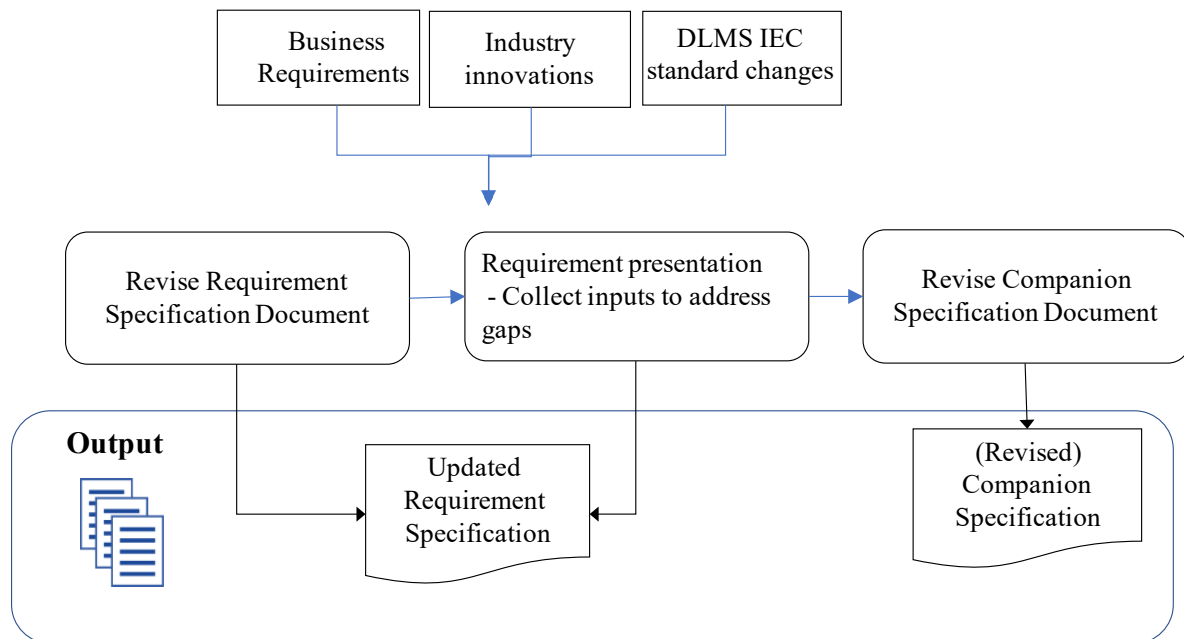 Business
Requirements
Industry
innovations
DLMS IEC
standard changes
Revise Requirement
Specification Document
Requirement presentation
- Collect inputs to address
gaps
Revise Companion
Specification Document
Output
Updated
Requirement
Specification
(Revised)
Companion
Specification